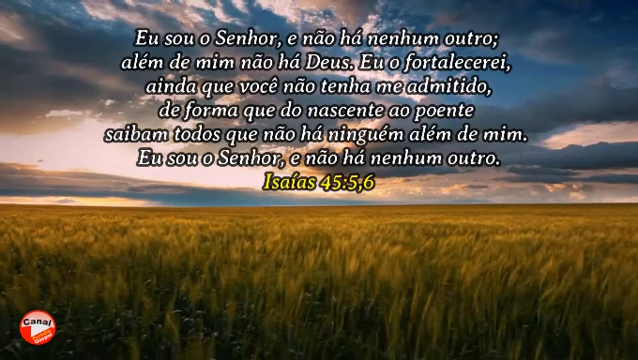 Eu sou o Senhor, e não há nenhum outro;
além de mim não há Deus. Eu o fortalecerei,
ainda que você não tenha me admitido,
de forma que do nascente ao poente
saibam todos que não há ninguém além de mim.
Eu sou o Senhor, e não há nenhum outro.
Isaías 45:5,6
Canal